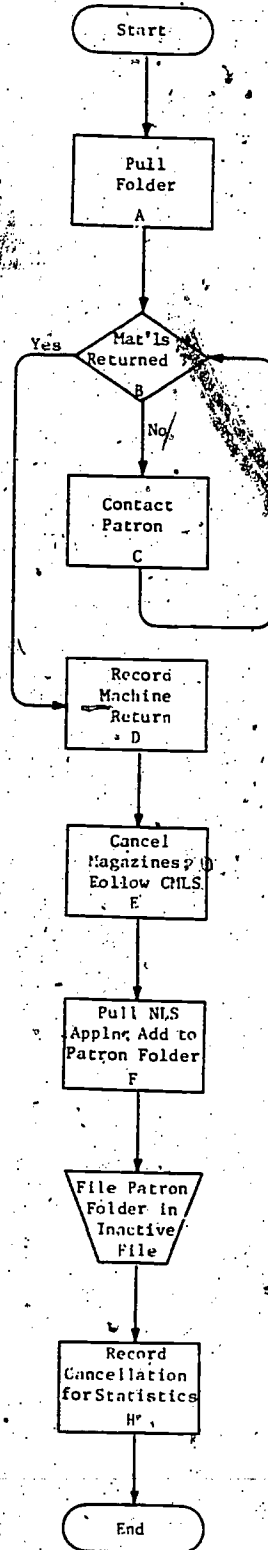 Start
Pull
Folder
A
Mat'ls
Returned
B
Yes
No
Contact
Patron
C
Record
Machine
Return
D
Cancel
Magazines
Follow CMLS
E
Pull NLS
Appln. Add to
Patron Folder
F
File Patron
Folder in
Inactive
File
Record
Cancellation
for Statistics
H
End